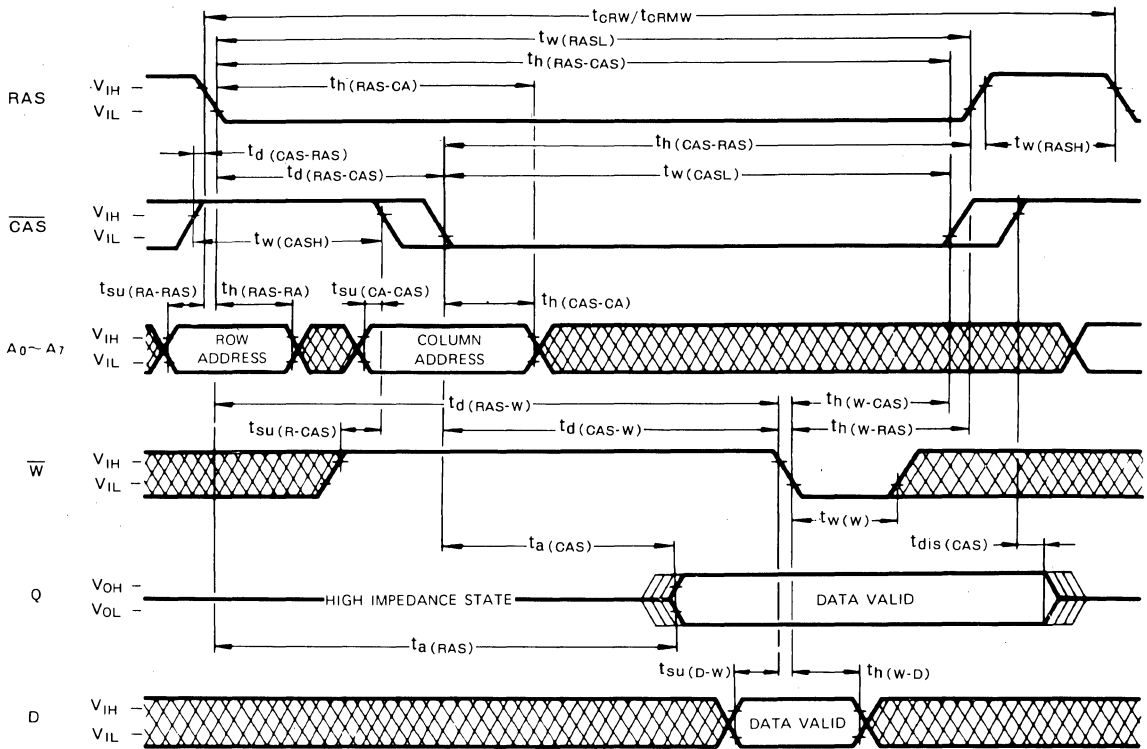 tCRW/tCRMW
tW(RASL)
th(RAS-CAS)
RAS
VIH
VIL
th(RAS-CA)
td(CAS-RAS)
th(CAS-RAS)
tW(RASH)
td(RAS-CAS)
tW(CASL)
CAS
VIH
VIL
tW(CASH)
tsu(RA-RAS)
th(RAS-RA)
tsu(CA-CAS)
th(CAS-CA)
A0~A7
VIH
VIL
ROW
ADDRESS
COLUMN
ADDRESS
td(RAS-W)
th(W-CAS)
tsu(R-CAS)
td(CAS-W)
th(W-RAS)
W
VIH
VIL
tW(W)
ta(CAS)
tdis(CAS)
Q
VOH
VOL
HIGH IMPEDANCE STATE
DATA VALID
ta(RAS)
tsu(D-W)
th(W-D)
D
VIH
VIL
DATA VALID